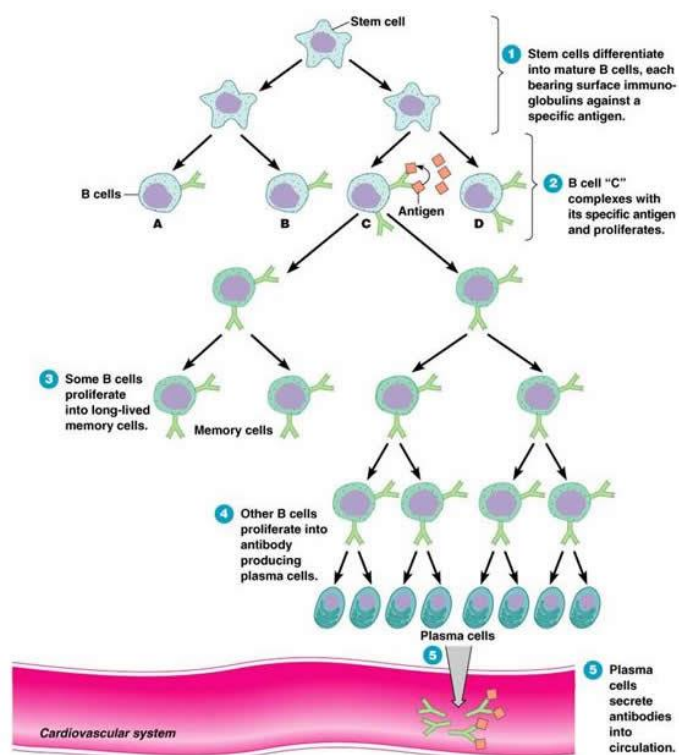 Stem cell
1 Stem cells differentiate
into mature B cells, each
bearing surface immuno-
globulins against a
specific antigen.
B cells
A
B
C
Antigen
D
2 B cell “C”
complexes with
its specific antigen
and proliferates.
3 Some B cells
proliferate
into long-lived
memory cells.
Memory cells
4 Other B cells
proliferate into
antibody
producing
plasma cells.
Plasma cells
5
5 Plasma
cells
secrete
antibodies
into
circulation.
Cardiovascular system